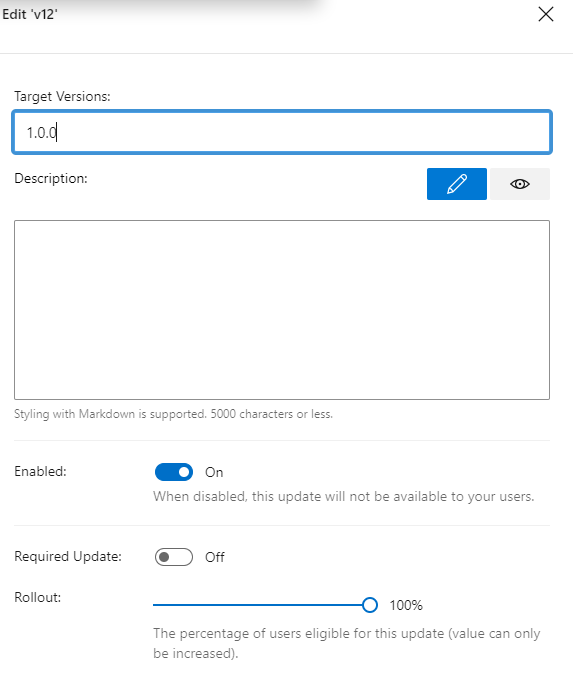 Edit 'v12'
Target Versions:
1.0.0
Description:
Styling with Markdown is supported. 5000 characters or less.
Enabled:
On
When disabled, this update will not be available to your users.
Required Update:
Off
Rollout:
100%
The percentage of users eligible for this update (value can only
be increased).